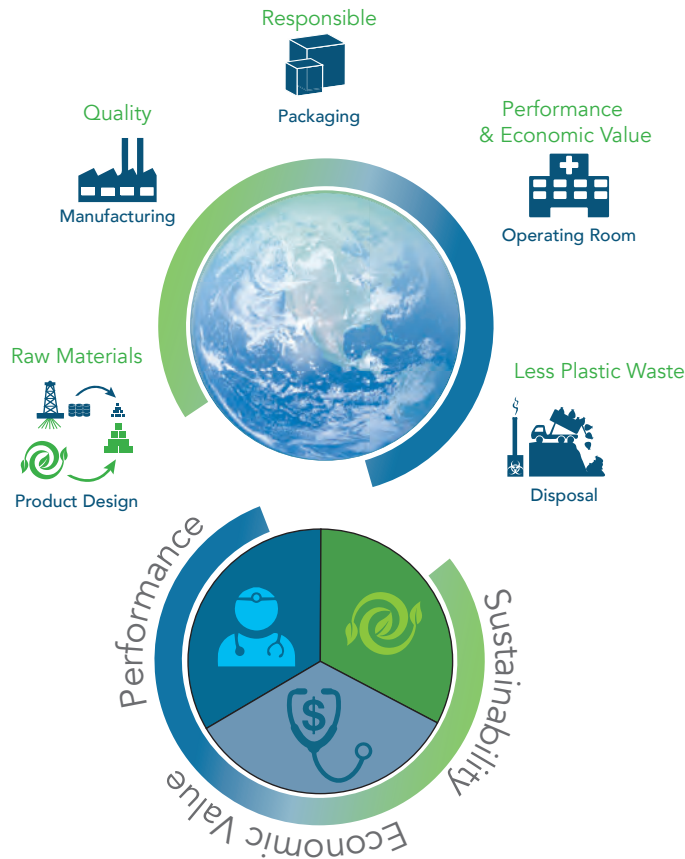 Responsible
Packaging
Quality
Manufacturing
Performance
& Economic Value
Operating Room
Raw Materials
Product Design
Less Plastic Waste
Disposal
Performance
$
Sustainability
Economic Value